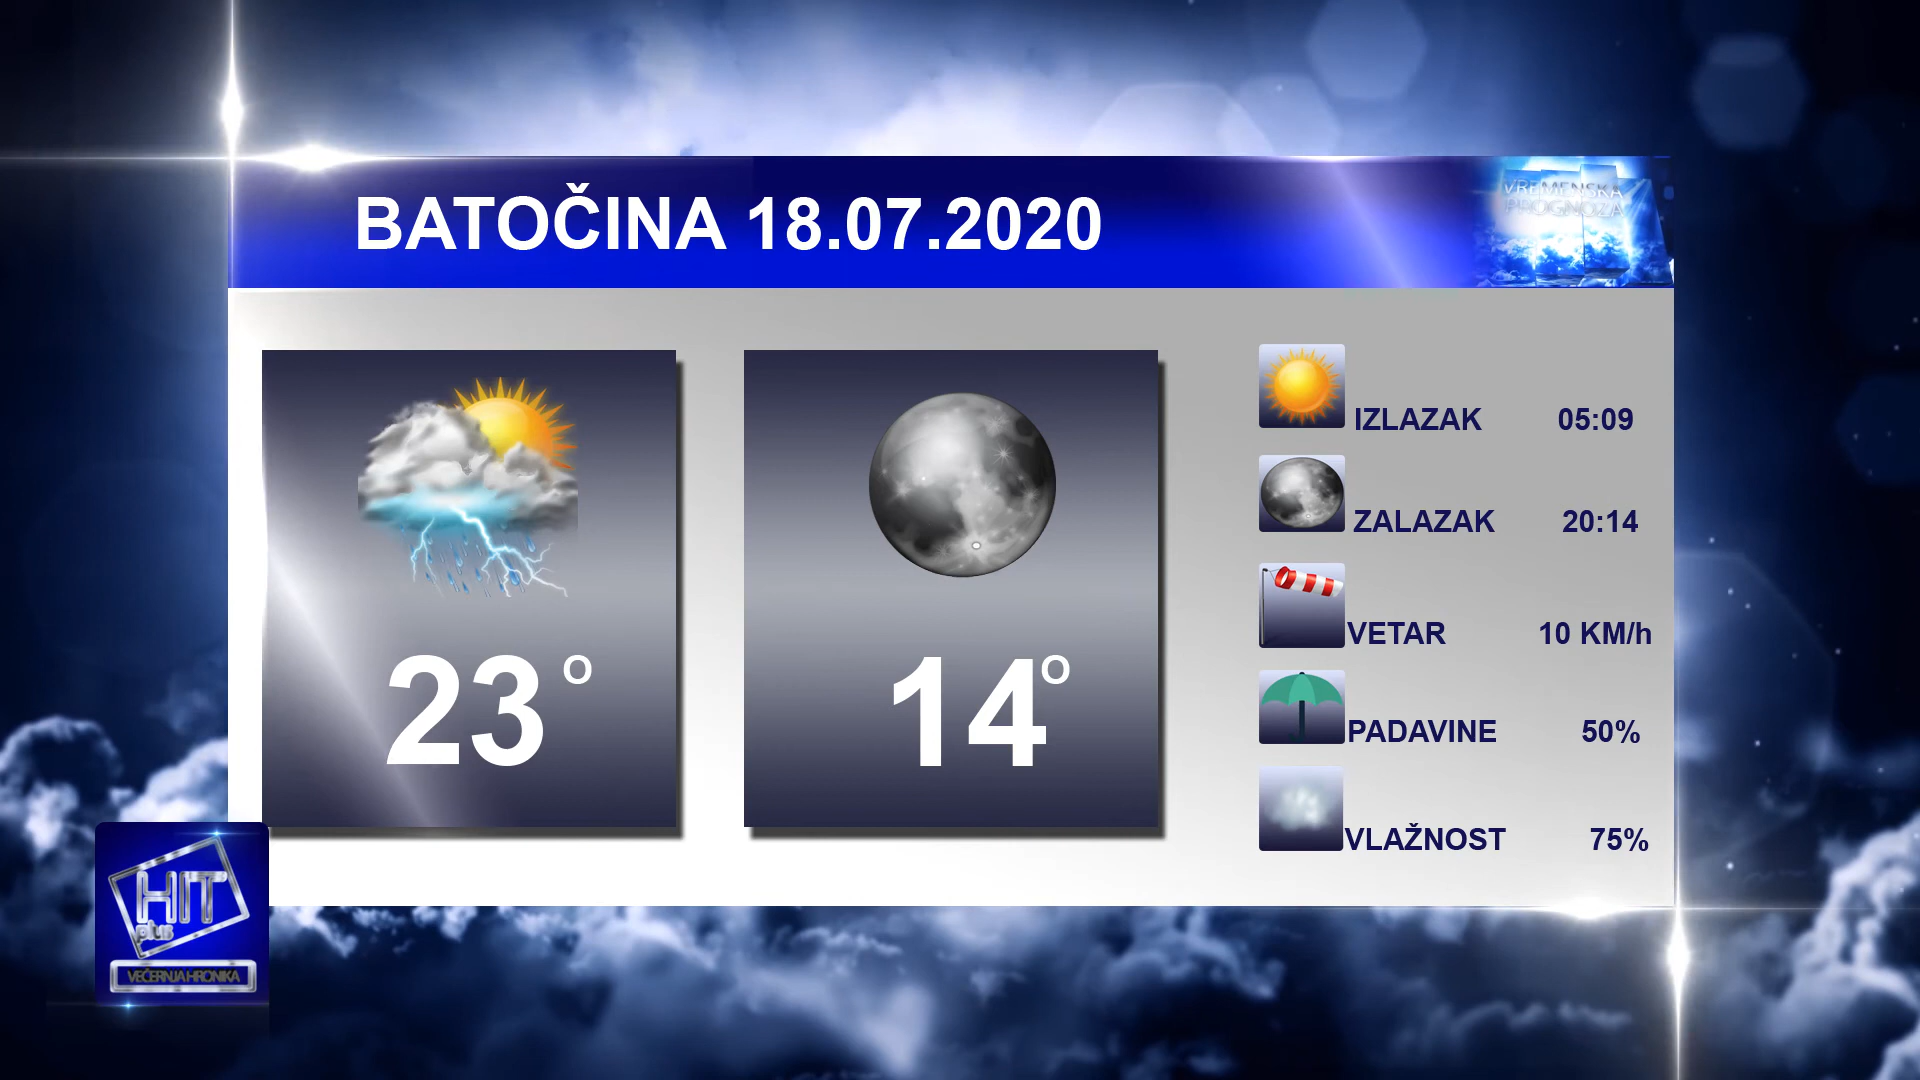 BATOČINA 18.07.2020
VREMENSKA
PROGNOZA
23°
14°
IZLAZAK 05:09
ZALAZAK 20:14
VETAR 10 KM/h
PADAVINE 50%
VLAŽNOST 75%
HIT
plus
VEČERNJA HRONIKA